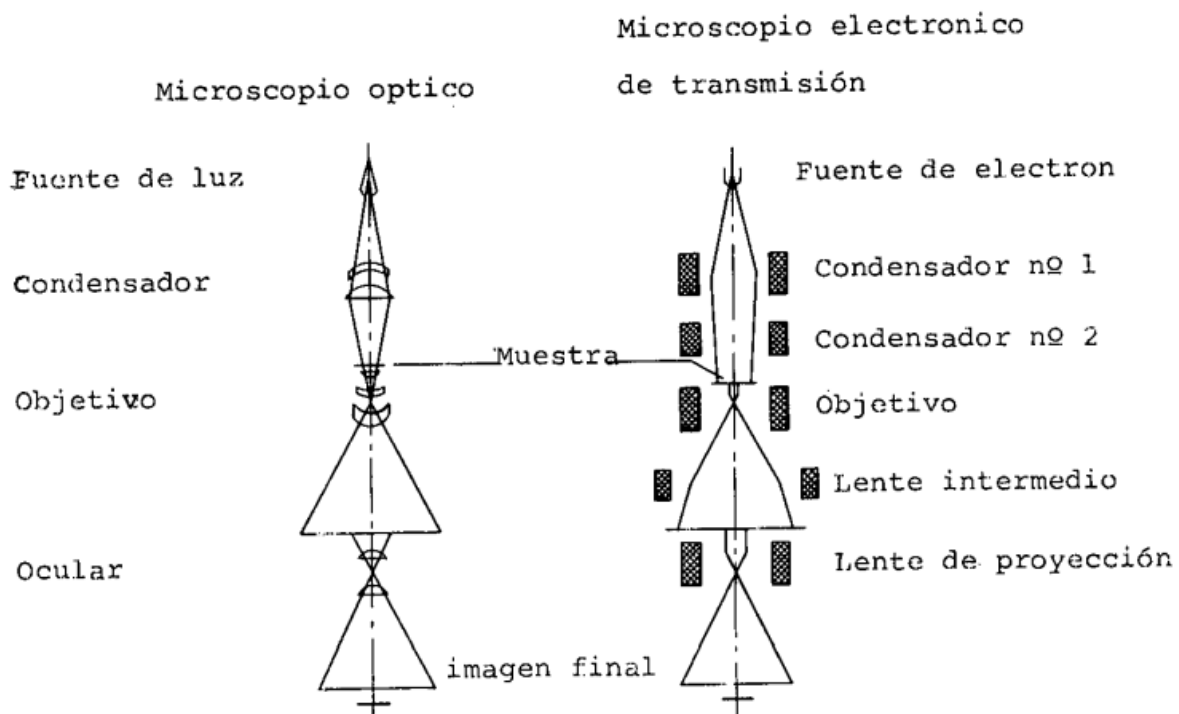 Microscopio optico
Microscopio electronico
de transmisión
Fuente de luz
Condensador
Objetivo
Ocular
Muestra
imagen final
Fuente de electron
Condensador nº 1
Condensador nº 2
Objetivo
Lente intermedio
Lente de proyección